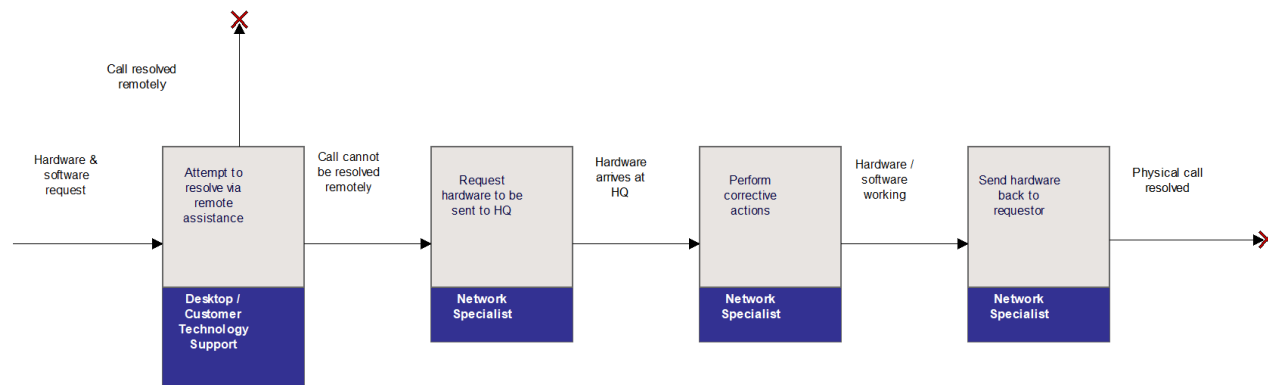 Call resolved
remotely
Hardware &
software
request
Attempt to
resolve via
remote
assistance
Desktop /
Customer
Technology
Support
Call cannot
be resolved
remotely
Request
hardware to be
sent to HQ
Network
Specialist
Hardware
arrives at
HQ
Perform
corrective
actions
Network
Specialist
Hardware /
software
working
Send hardware
back to
requestor
Network
Specialist
Physical call
resolved